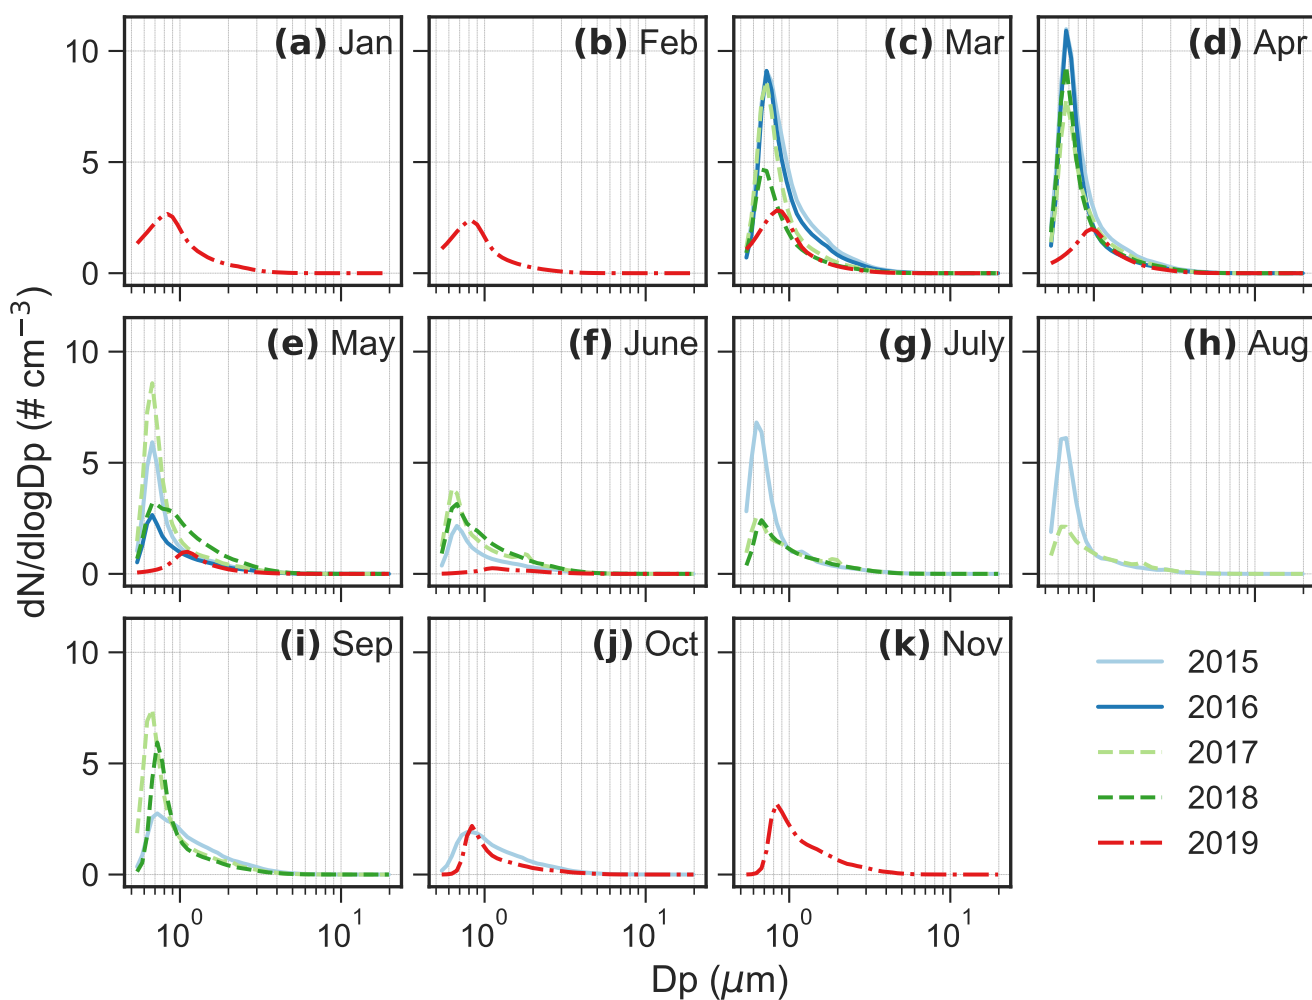 (a) Jan
(b) Feb
(c) Mar
(d) Apr
10
5
0
(e) May
(f) June
(g) July
(h) Aug
10
5
0
dN/dlogDp (# cm⁻³)
(i) Sep
(j) Oct
(k) Nov
10
5
0
2015
2016
2017
2018
2019
10⁰ 10¹
10⁰ 10¹
10⁰ 10¹
Dp (μm)